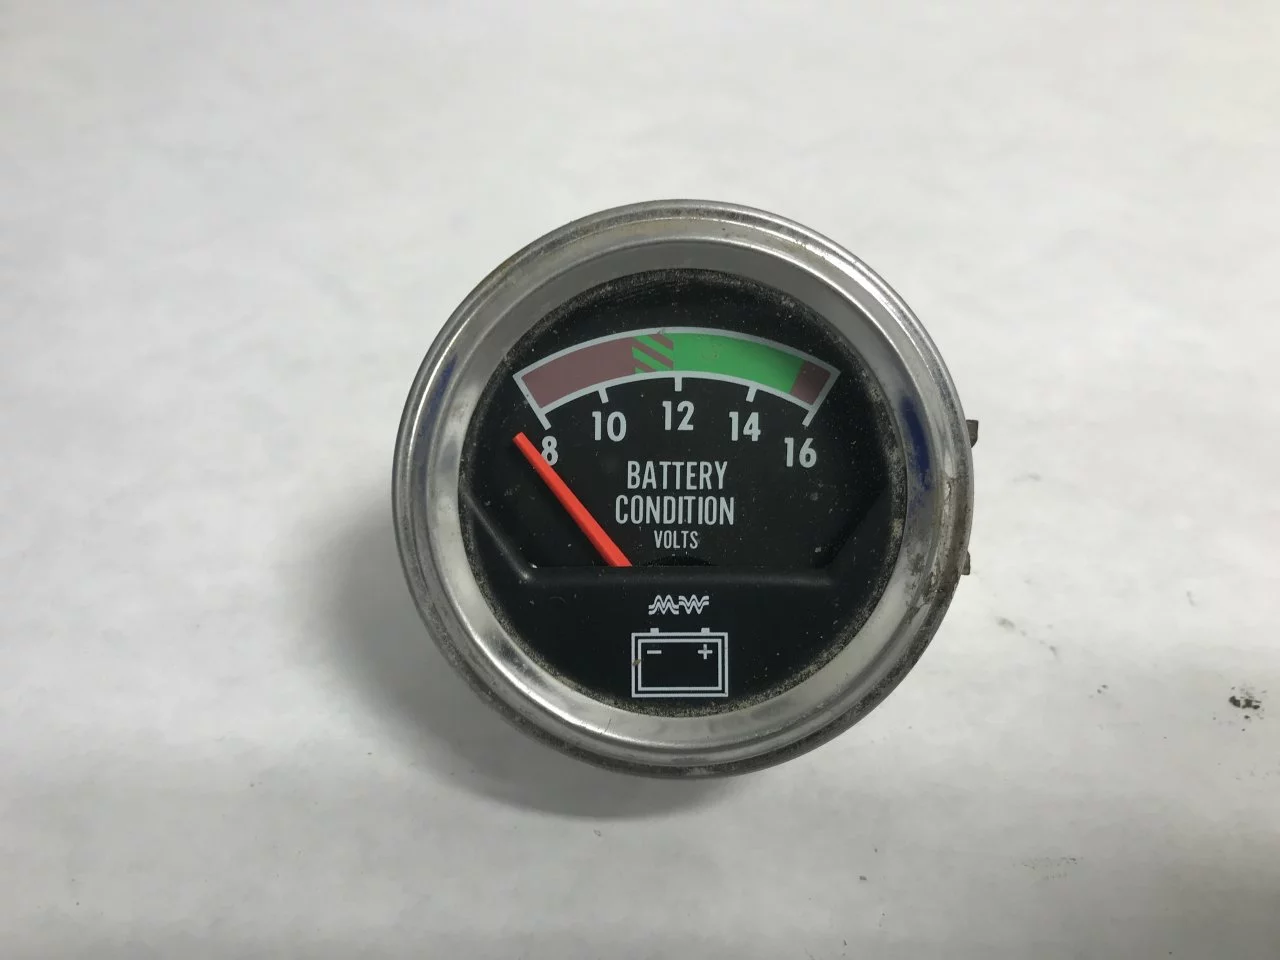 8 10 12 14 16
BATTERY
CONDITION
VOLTS
- +